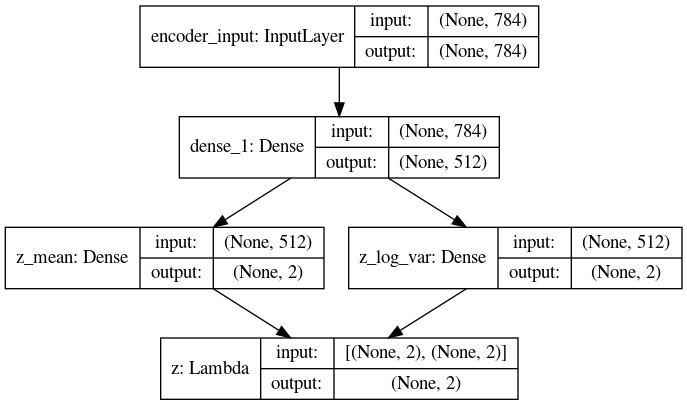 encoder_input: InputLayer
input: (None, 784)
output: (None, 784)
dense_1: Dense
input: (None, 784)
output: (None, 512)
z_mean: Dense
input: (None, 512)
output: (None, 2)
z_log_var: Dense
input: (None, 512)
output: (None, 2)
z: Lambda
input: [(None, 2), (None, 2)]
output: (None, 2)